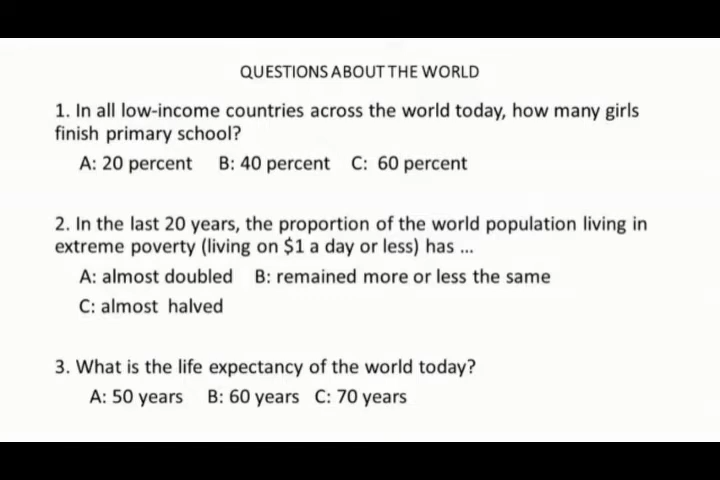 QUESTIONS ABOUT THE WORLD
1. In all low-income countries across the world today, how many girls
finish primary school?
A: 20 percent B: 40 percent C: 60 percent
2. In the last 20 years, the proportion of the world population living in
extreme poverty (living on $1 a day or less) has ...
A: almost doubled B: remained more or less the same
C: almost halved
3. What is the life expectancy of the world today?
A: 50 years B: 60 years C: 70 years